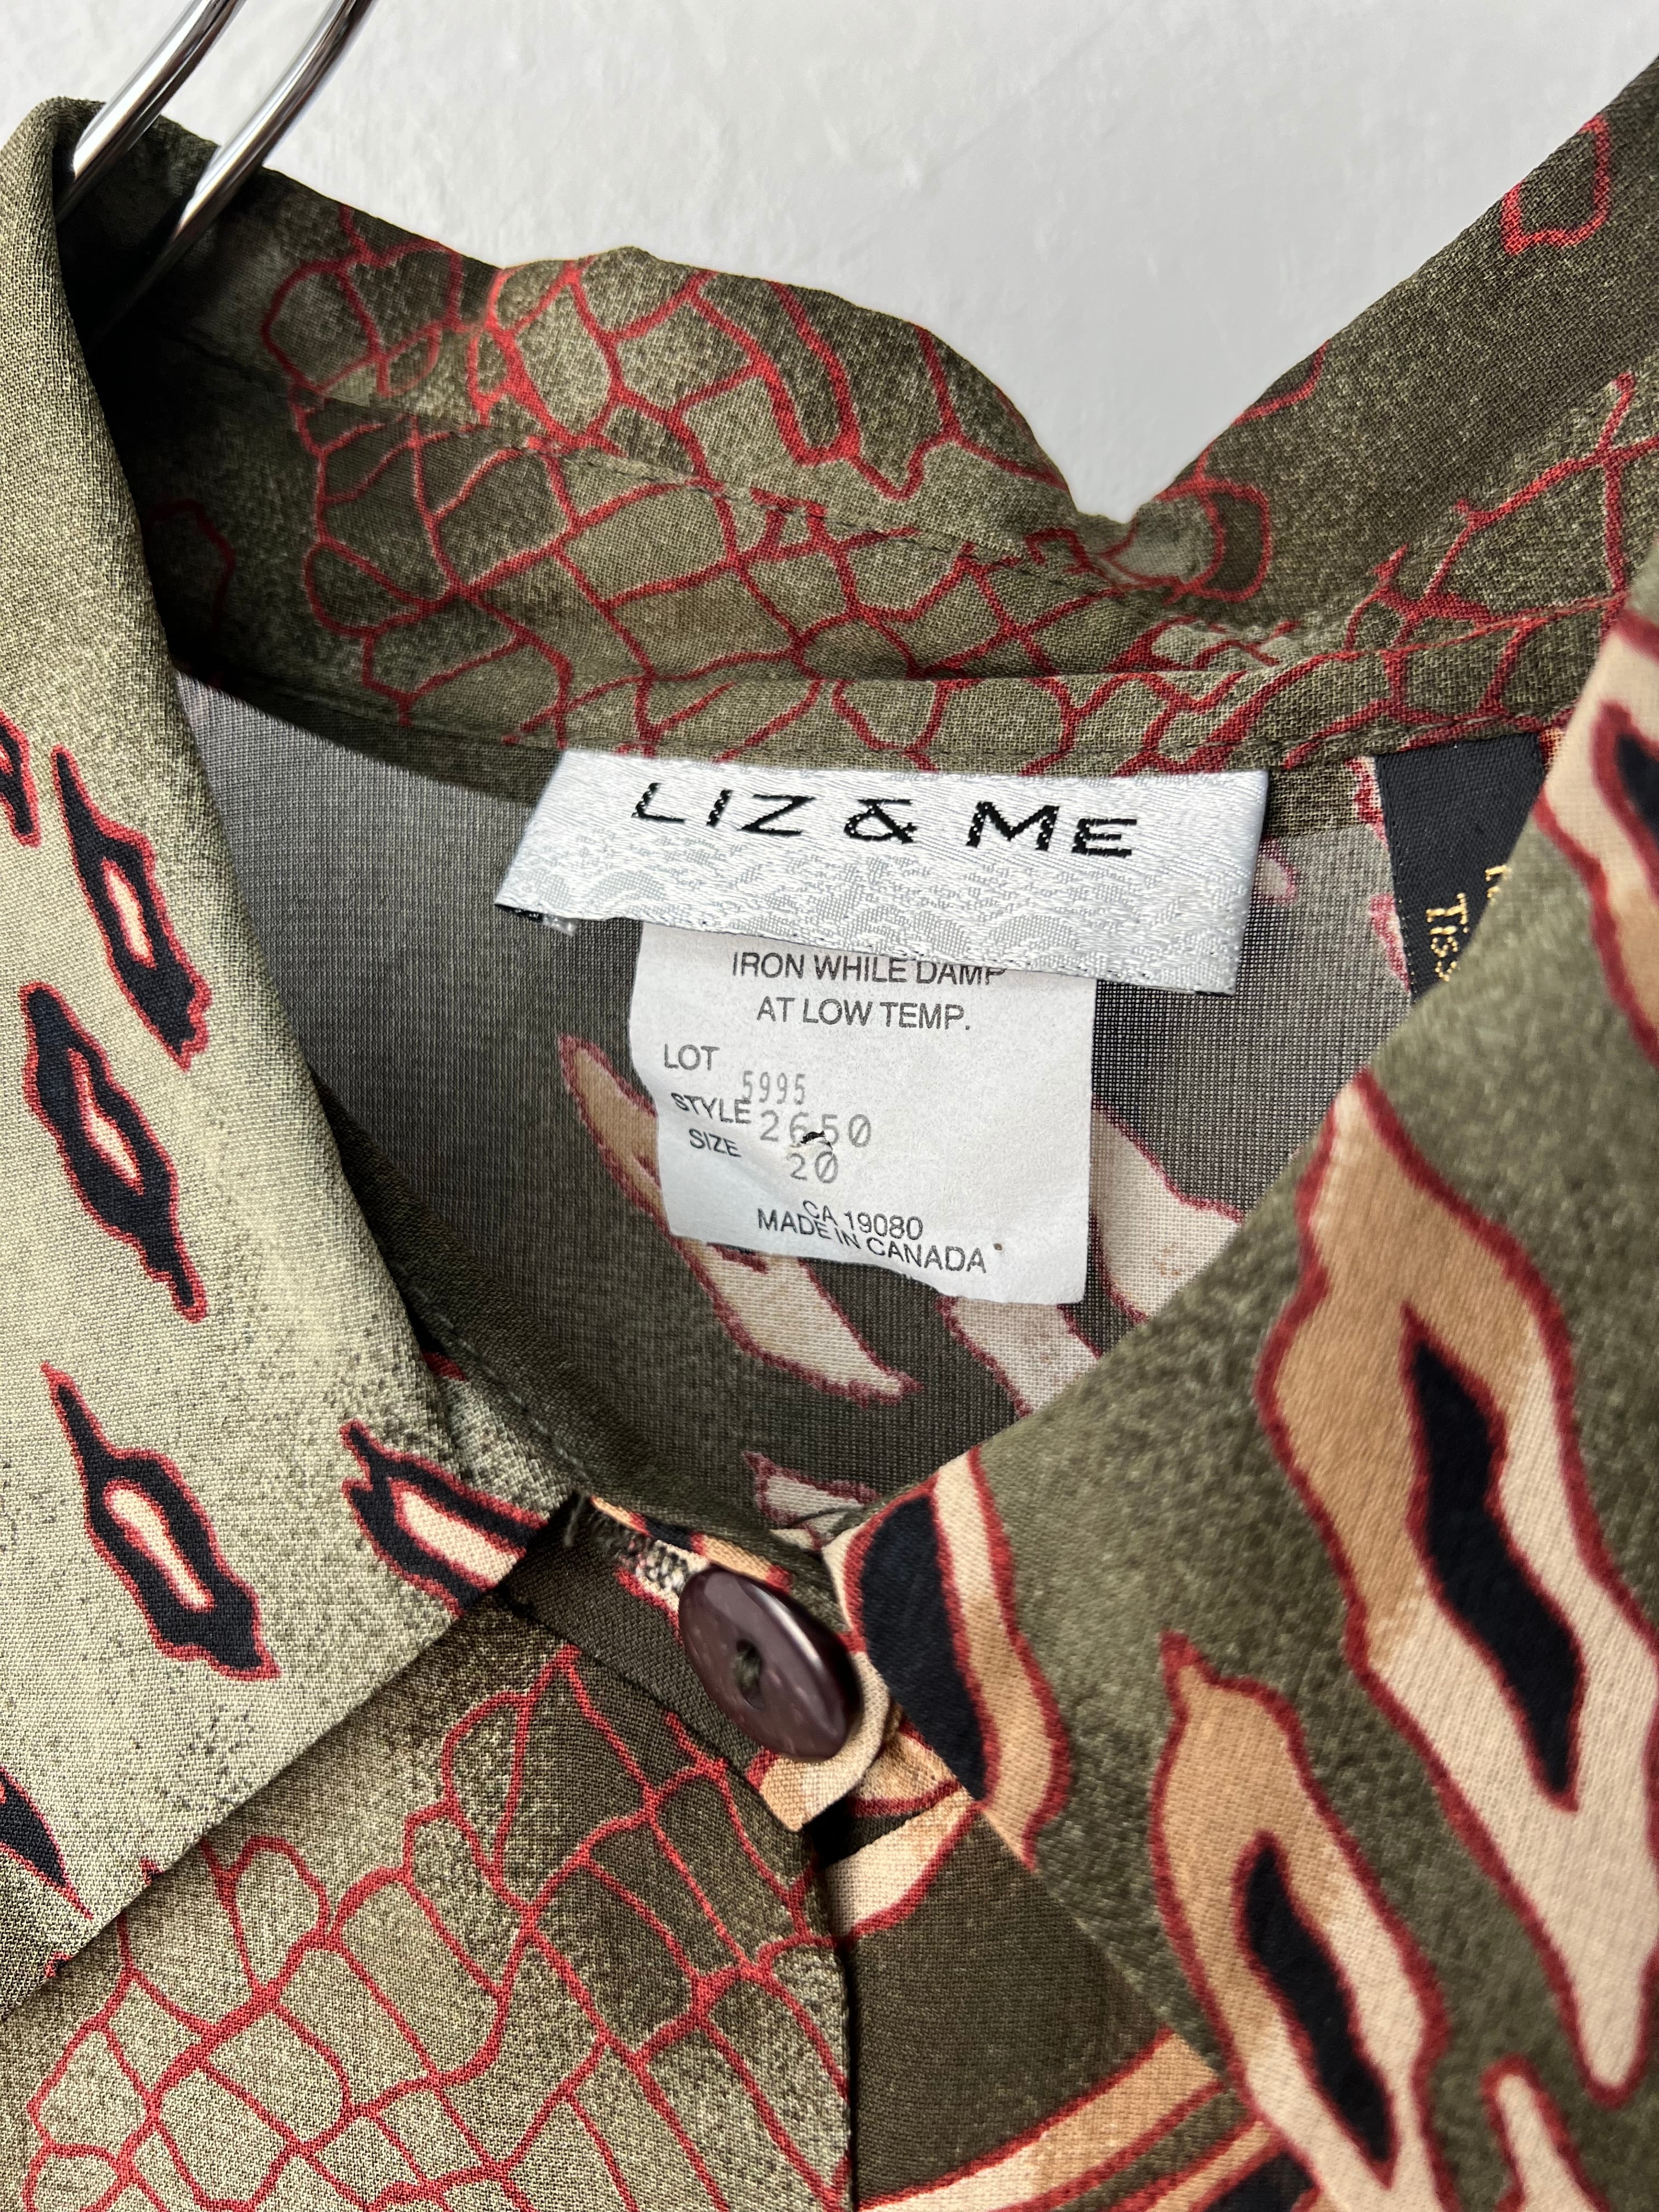 LIZ & ME
IRON WHILE DAMP
AT LOW TEMP.
LOT 5995
STYLE 2650
SIZE 20
CA 19080
MADE IN CANADA